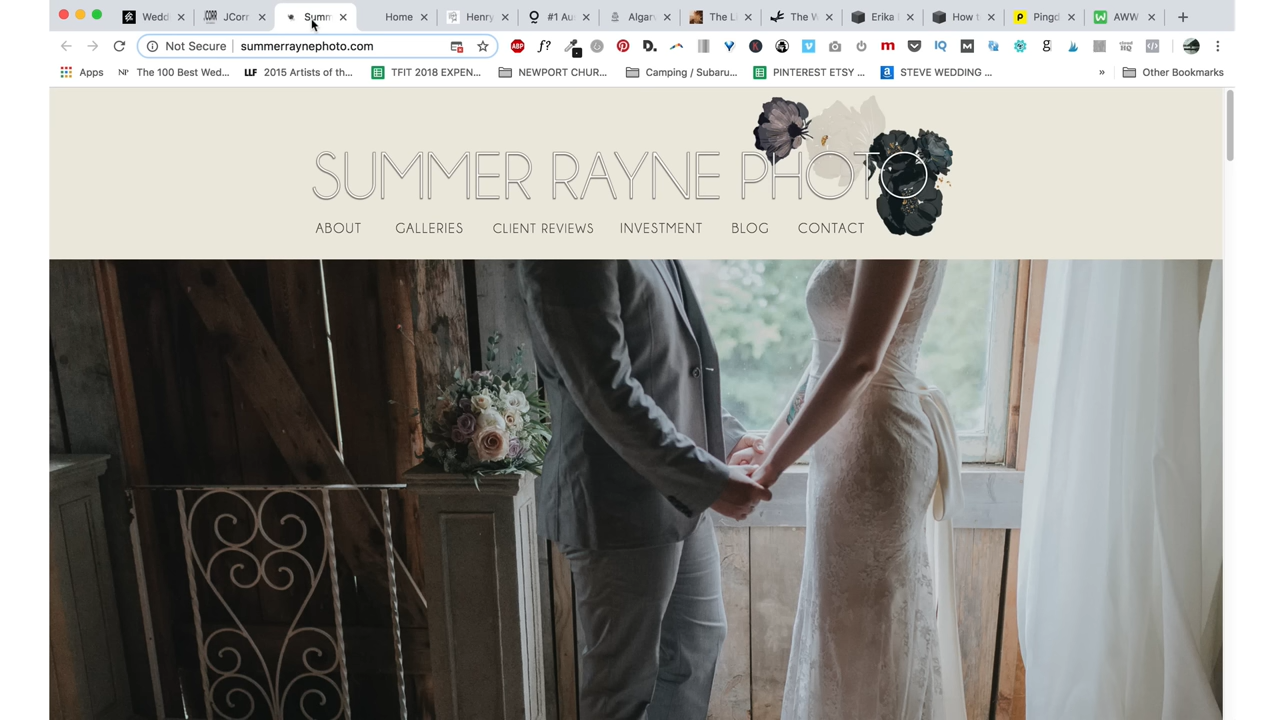 Wedd JCorr Summ Home Henry #1 Au Algar The Li The W Erika How t Pingd AWW
Not Secure summerraynephoto.com
Apps The 100 Best Wed... 2015 Artists of th... TFIT 2018 EXPEN... NEWPORT CHUR... Camping / Subaru... PINTEREST ETSY ... STEVE WEDDING ... » Other Bookmarks
SUMMER RAYNE PHOTO
ABOUT GALLERIES CLIENT REVIEWS INVESTMENT BLOG CONTACT